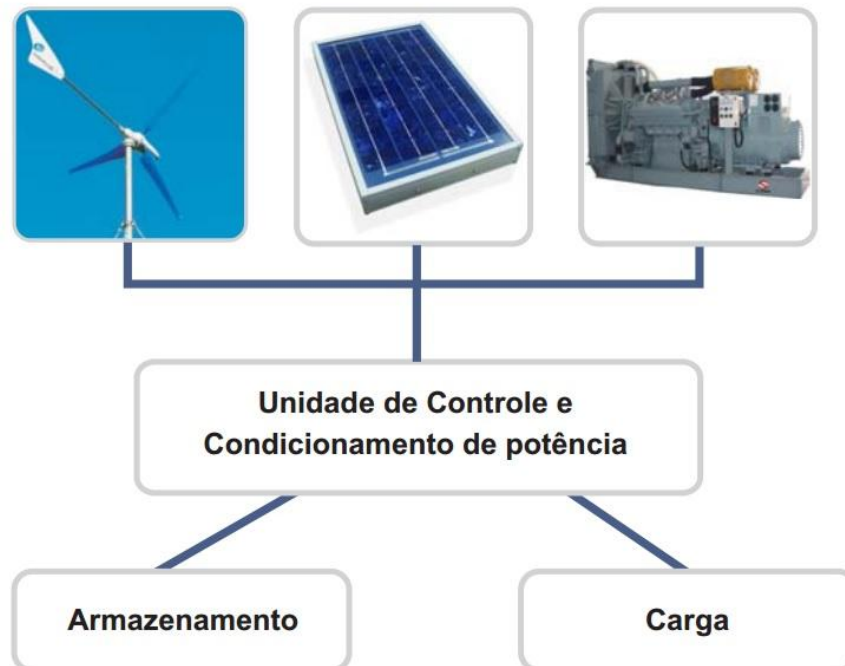 Unidade de Controle e
Condicionamento de potência
Armazenamento
Carga